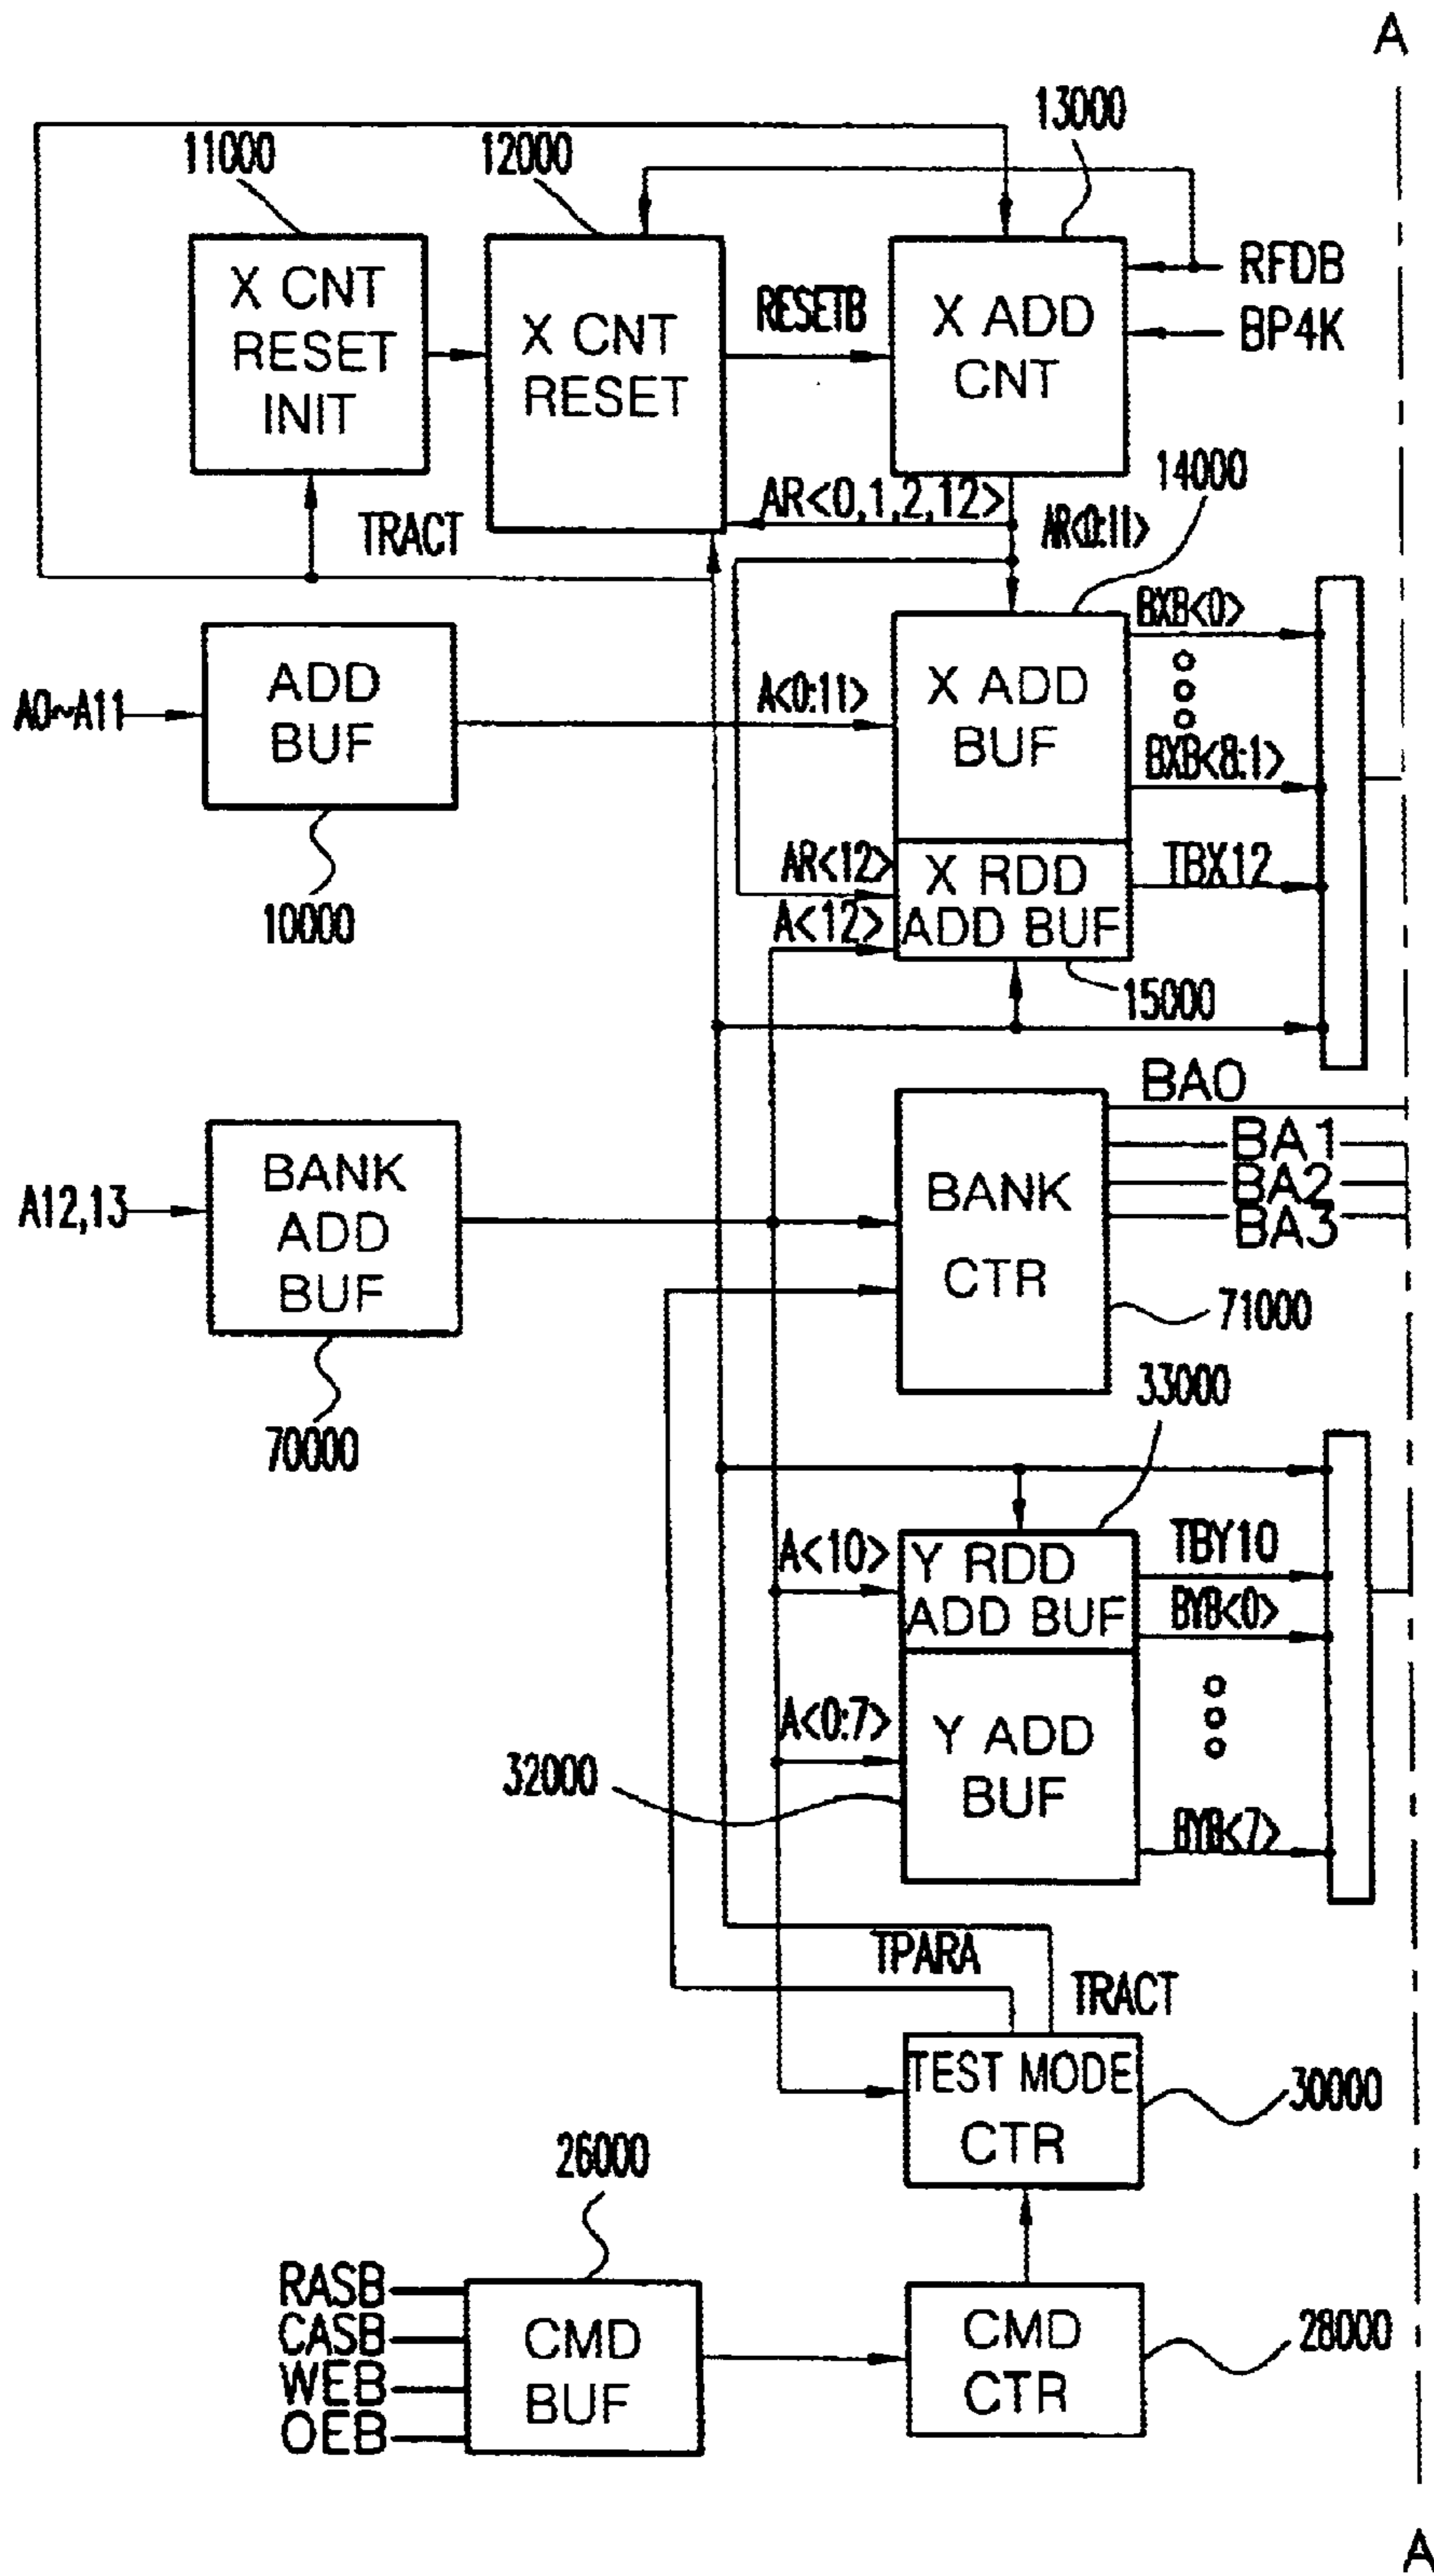 A
13000
11000
12000
X CNT
RESET
INIT
X CNT
RESET
RESETB
X ADD
CNT
RFDB
BP4K
AR<0,1,2,12>
14000
TRACT
AR<0:11>
BXB<0>
ADD
BUF
A0~A11
A<0:11>
X ADD
BUF
BXB<8:1>
AR<12>
X RDD
ADD BUF
TBX12
10000
A<12>
15000
BA0
BA1
BA2
BA3
BANK
ADD
BUF
A12,13
BANK
CTR
71000
33000
70000
A<10>
Y RDD
ADD BUF
TBY10
BYB<0>
A<0:7>
Y ADD
BUF
32000
BYB<7>
TPARA
TRACT
TEST MODE
CTR
30000
26000
RASB
CASB
WEB
OEB
CMD
BUF
CMD
CTR
28000
A